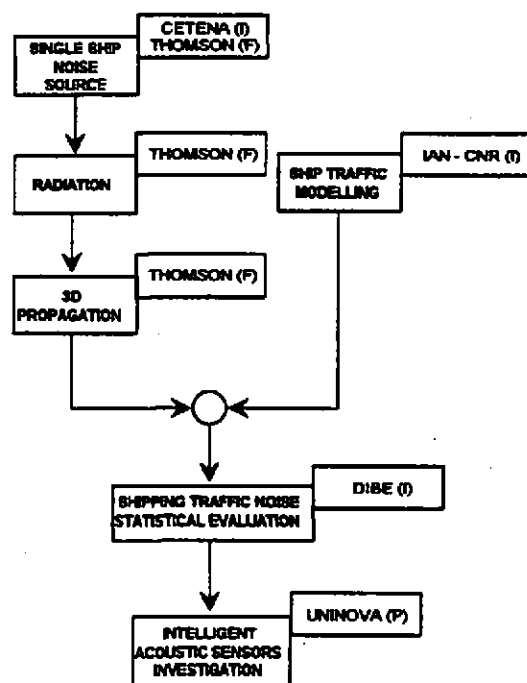 CETENA (I)
THOMSON (F)
SINGLE SHIP
NOISE
SOURCE
THOMSON (F)
RADIATION
IAN - CNR (I)
SHIP TRAFFIC
MODELLING
THOMSON (F)
3D
PROPAGATION
DIBE (I)
SHIPPING TRAFFIC NOISE
STATISTICAL EVALUATION
UNINOVA (P)
INTELLIGENT
ACOUSTIC SENSORS
INVESTIGATION